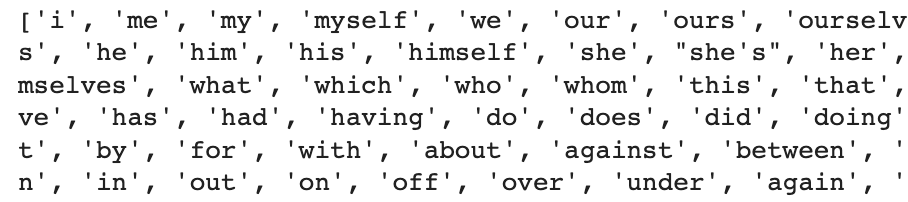 ['i', 'me', 'my', 'myself', 'we', 'our', 'ours', 'ourselv
s', 'he', 'him', 'his', 'himself', 'she', "she's", 'her',
mselves', 'what', 'which', 'who', 'whom', 'this', 'that',
ve', 'has', 'had', 'having', 'do', 'does', 'did', 'doing'
t', 'by', 'for', 'with', 'about', 'against', 'between', '
n', 'in', 'out', 'on', 'off', 'over', 'under', 'again', '